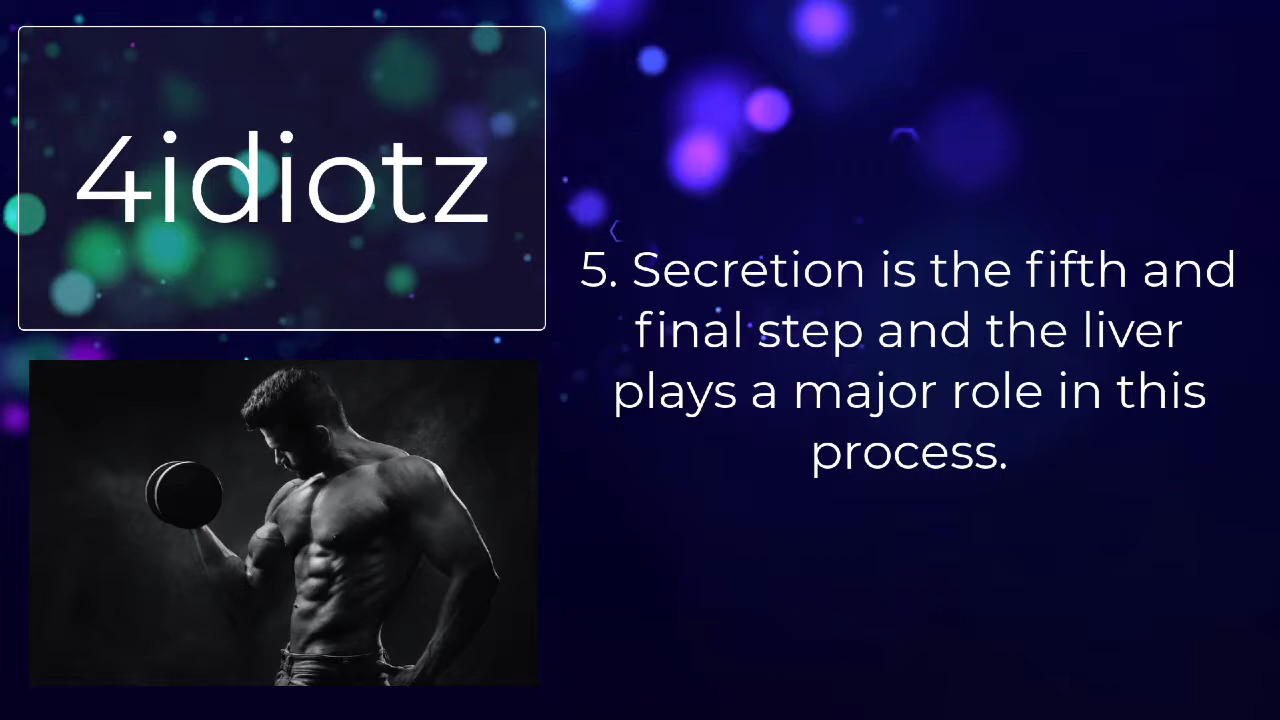 4idiotz
5. Secretion is the fifth and
final step and the liver
plays a major role in this
process.